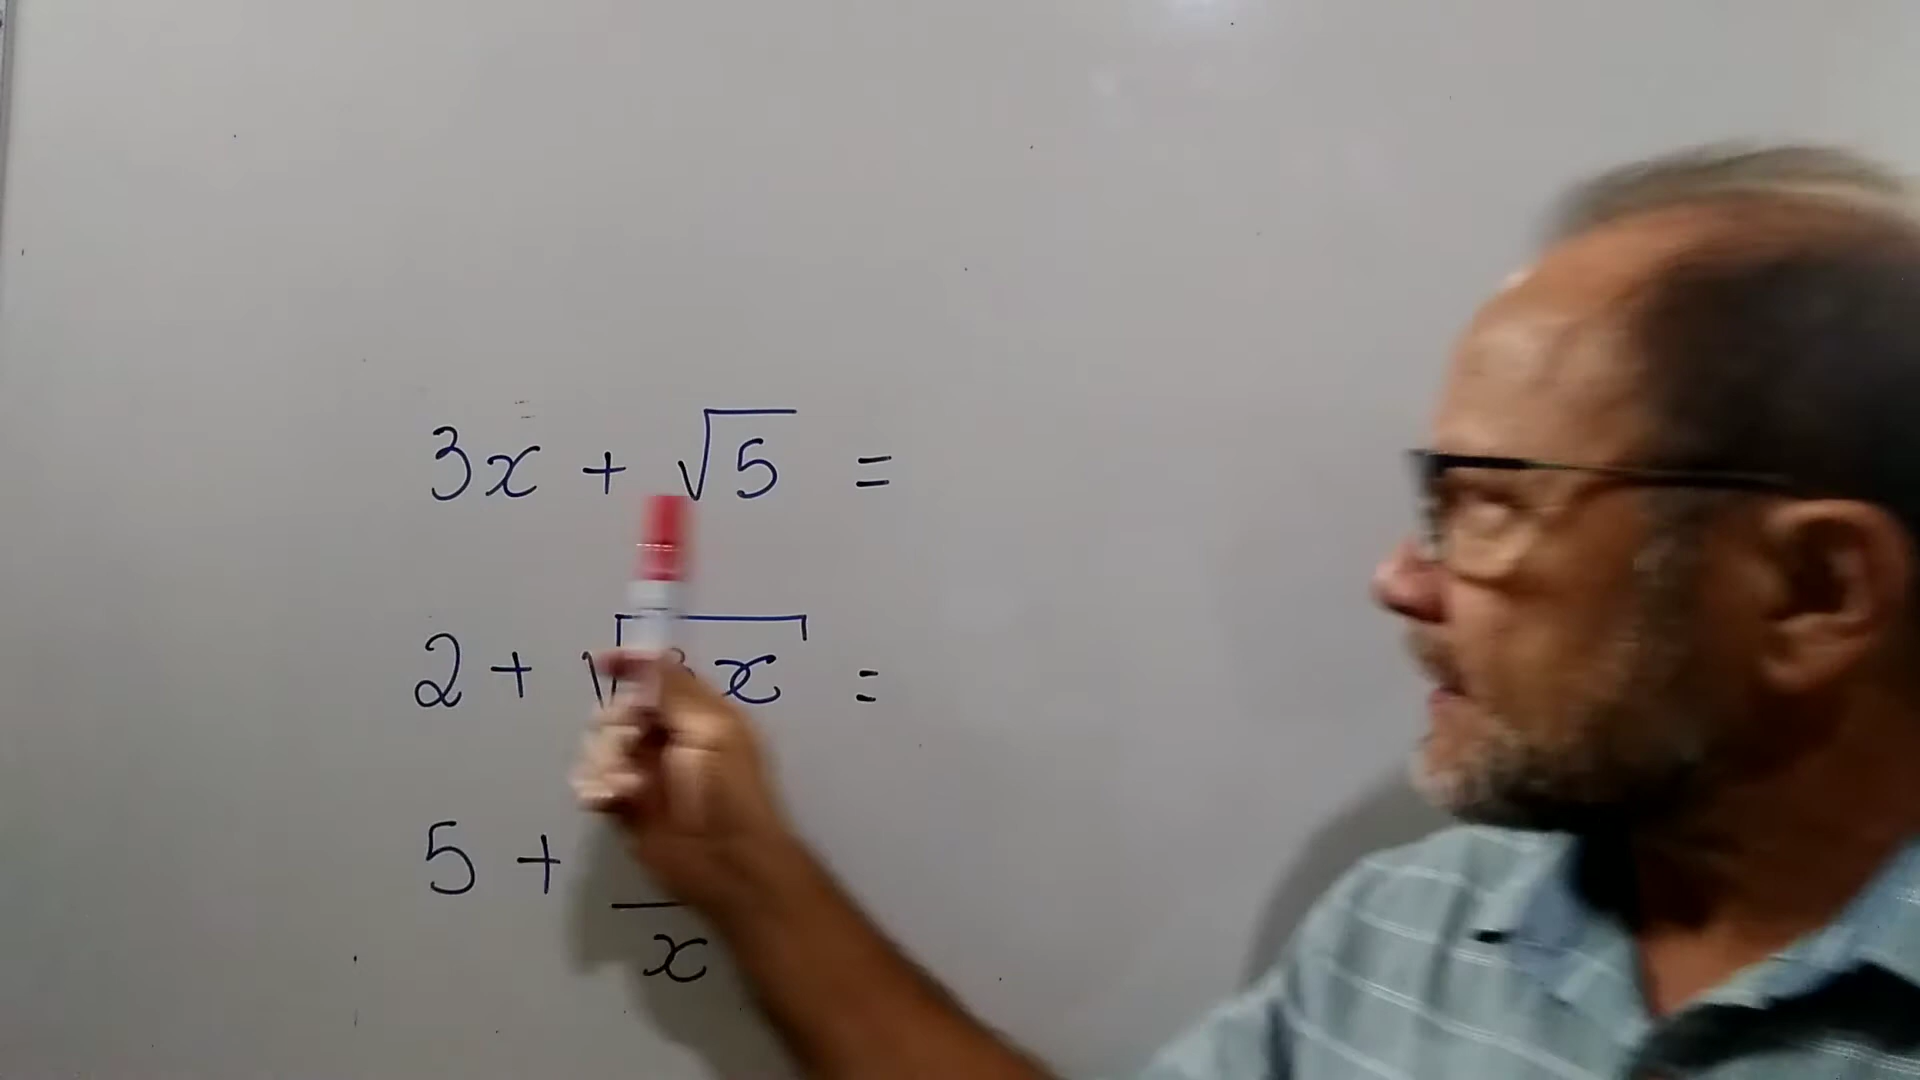 3x + √5 =
2 + √ x =
5 + 
x